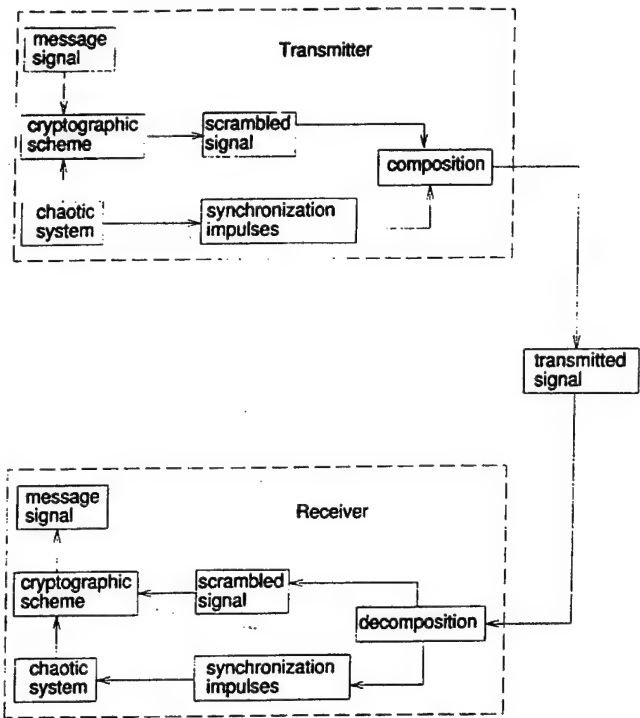 message
signal
Transmitter
cryptographic
scheme
scrambled
signal
composition
chaotic
system
synchronization
impulses
transmitted
signal
message
signal
Receiver
cryptographic
scheme
scrambled
signal
decomposition
chaotic
system
synchronization
impulses